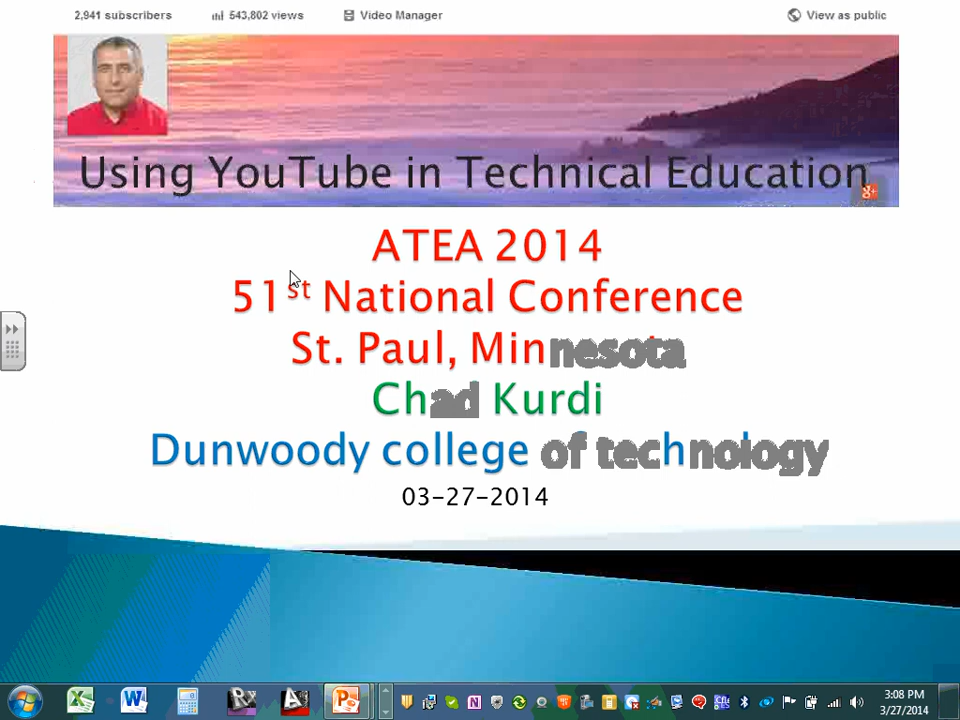 2,941 subscribers 543,802 views Video Manager View as public
Using YouTube in Technical Education
ATEA 2014
51st National Conference
St. Paul, Minnesota
Chad Kurdi
Dunwoody college of technology
03-27-2014
3:08 PM
3/27/2014